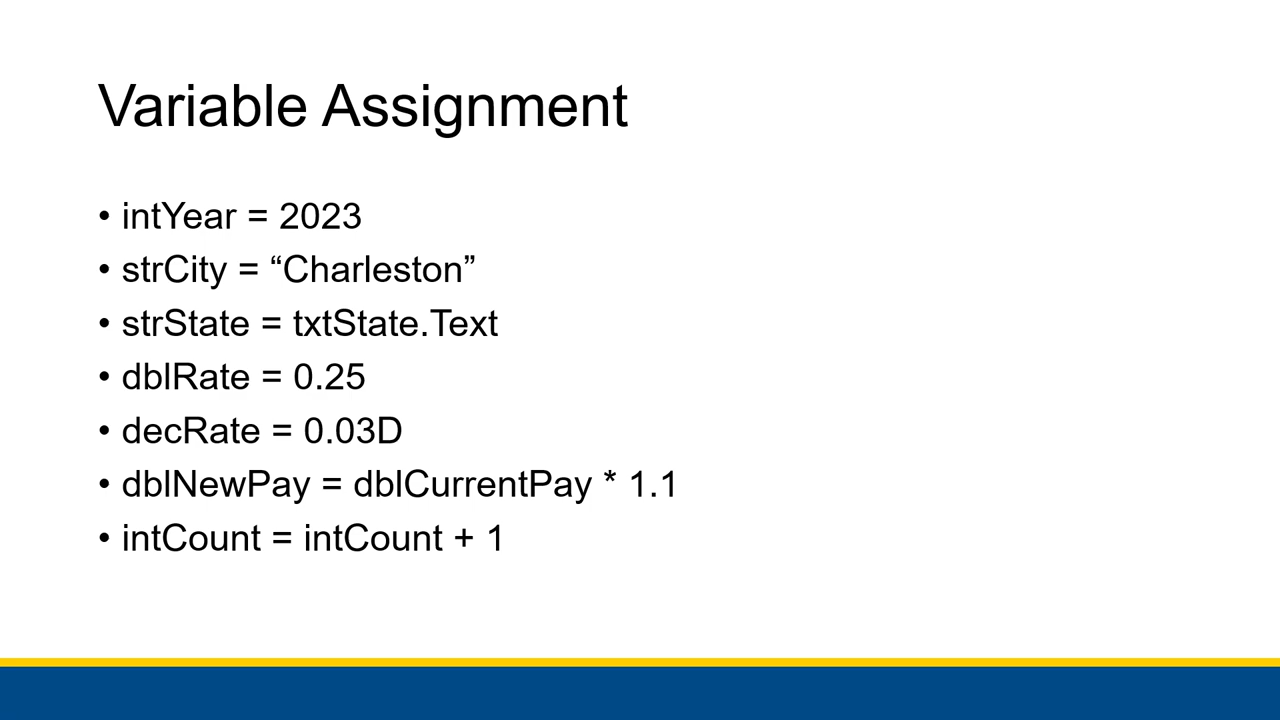 Variable Assignment
• intYear = 2023
• strCity = “Charleston”
• strState = txtState.Text
• dblRate = 0.25
• decRate = 0.03D
• dblNewPay = dblCurrentPay * 1.1
• intCount = intCount + 1